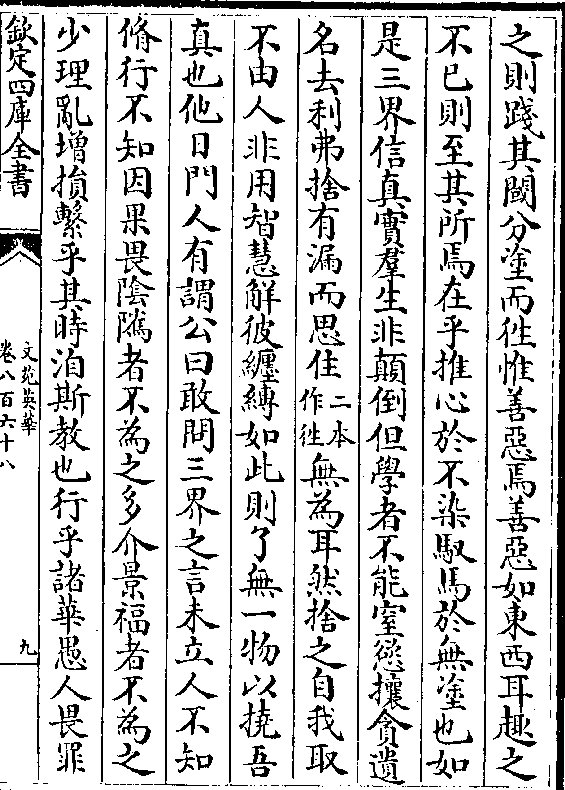 之則踐其閾分塗而徃惟善惡焉善惡如東西耳趣之
不已則至其所焉在乎推心於不染馭馬於無塗也如
是三界信真實羣生非顛倒但學者不能窒慾攘貪遺
名去利弗捨有漏而思住二本作徃無為耳然捨之自我取
不由人非用智慧解彼纒縛如此則了無一物以撓吾
真也他日門人有謂公曰敢問三界之言未立人不知
脩行不知因果畏陰隲者不為之多介景福者不為之
少理亂增損繫乎其時洎斯教也行乎諸華愚人畏罪
欽定四庫全書
文苑英華
卷八百六十八
九